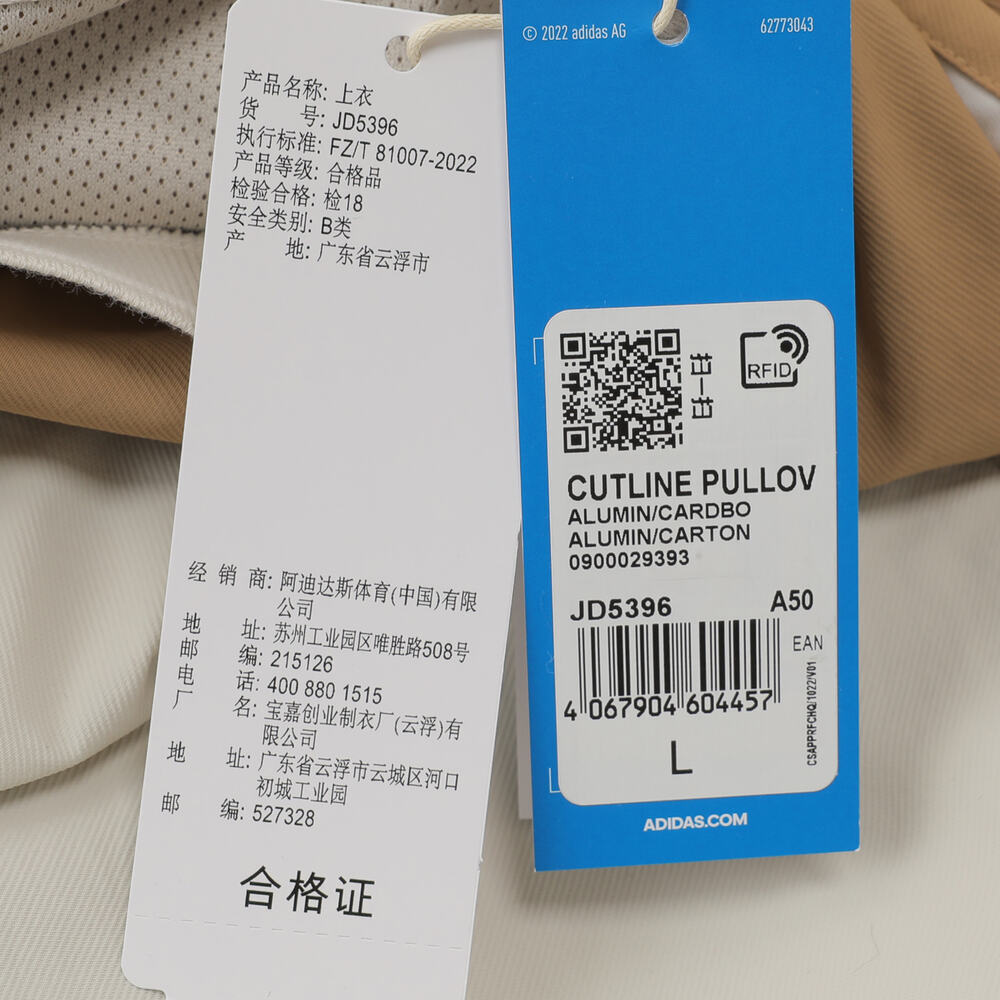 产品名称: 上衣
货 号: JD5396
执行标准: FZ/T 81007-2022
产品等级: 合格品
检验合格: 检18
安全类别: B类
产 地: 广东省云浮市
经 销 商: 阿迪达斯体育(中国)有限
公司
地 址: 苏州工业园区唯胜路508号
邮 编: 215126
电 话: 400 880 1515
厂 名: 宝嘉创业制衣厂(云浮)有
限公司
地 址: 广东省云浮市云城区河口
初城工业园
邮 编: 527328
合格证
© 2022 adidas AG
62773043
扫一扫
RFID
CUTLINE PULLOV
ALUMIN/CARDBO
ALUMIN/CARTON
0900029393
JD5396 A50
EAN
4 067904 604457
CSAPPRFCHQ/1022/V01
L
ADIDAS.COM